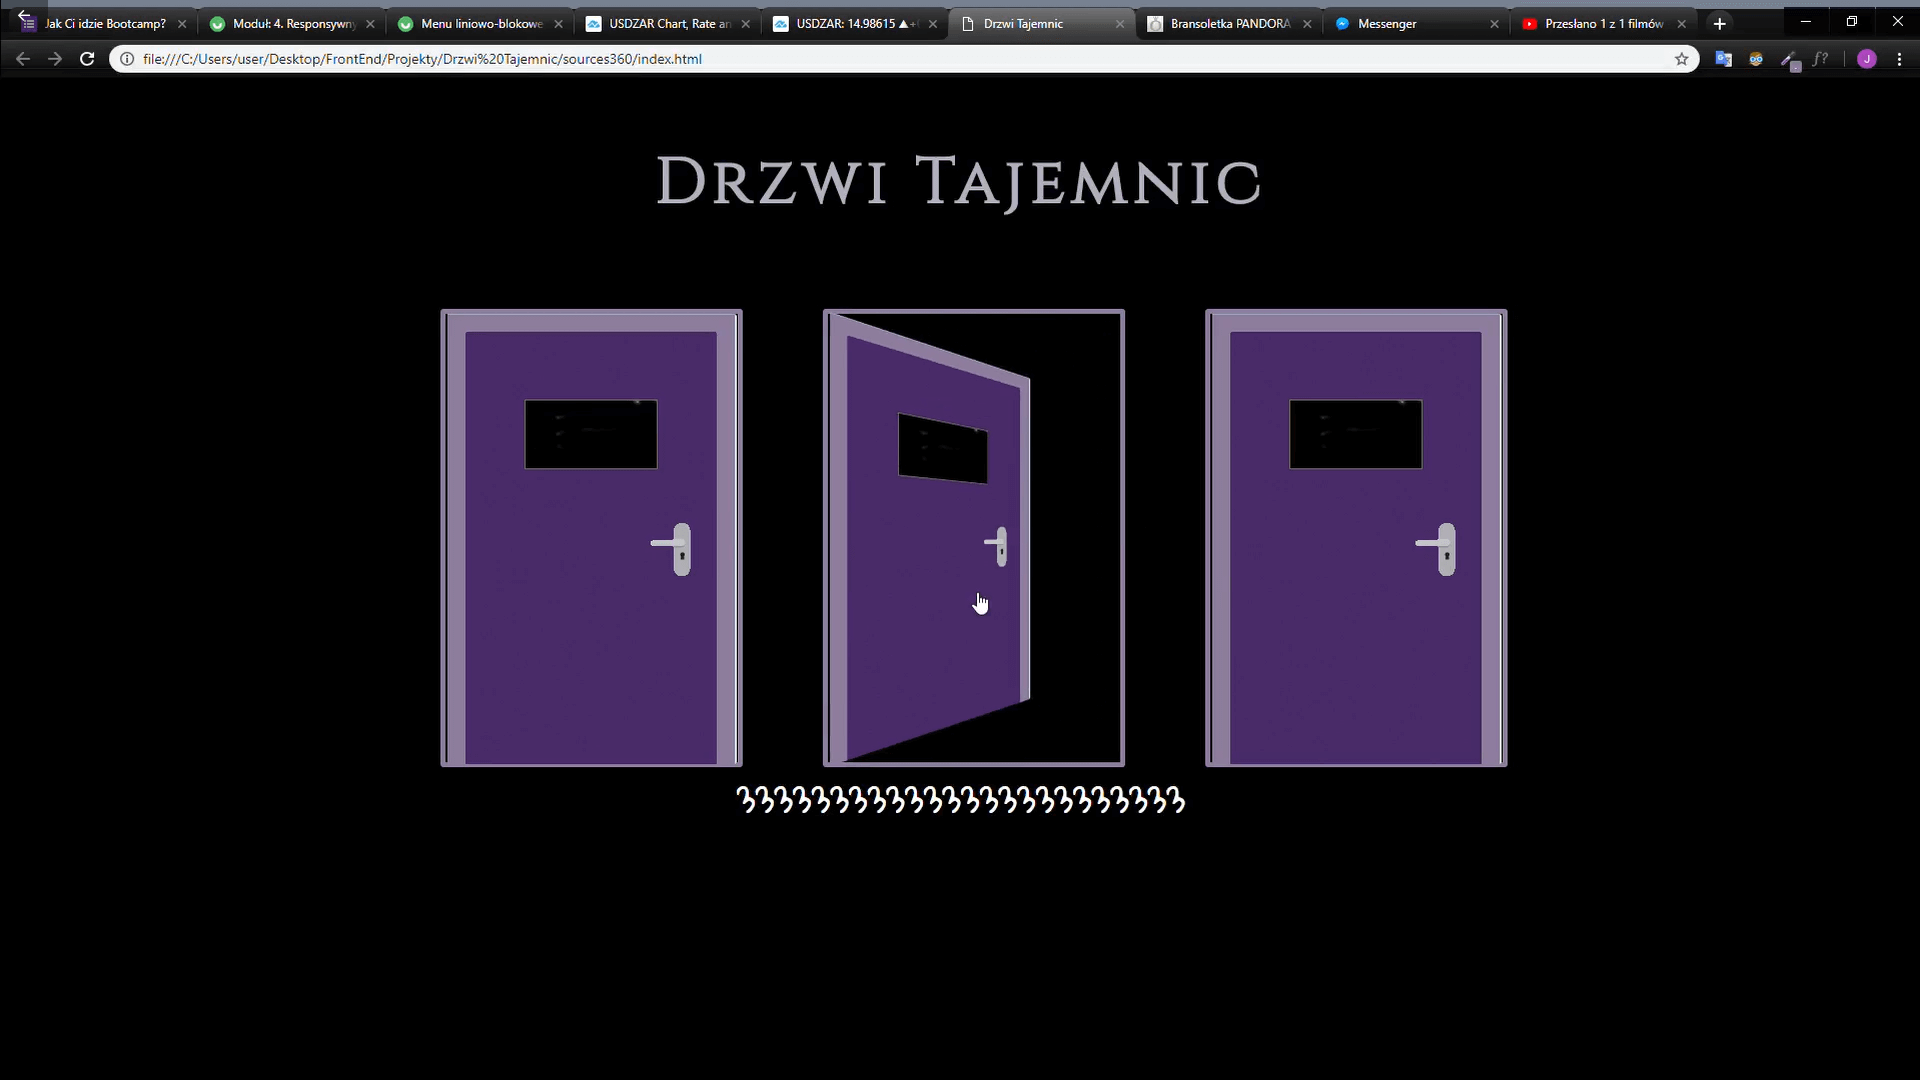 Jak Ci idzie Bootcamp?
Moduł: 4. Responsywny
Menu liniowo-blokowe
USDZAR Chart, Rate an
USDZAR: 14.98615 ▲+
Drzwi Tajemnic
Bransoletka PANDORA
Messenger
Przesłano 1 z 1 filmów
file:///C:/Users/user/Desktop/FrontEnd/Projekty/Drzwi%20Tajemnic/sources360/index.html
f?
J
Drzwi Tajemnic
333333333333333333333333